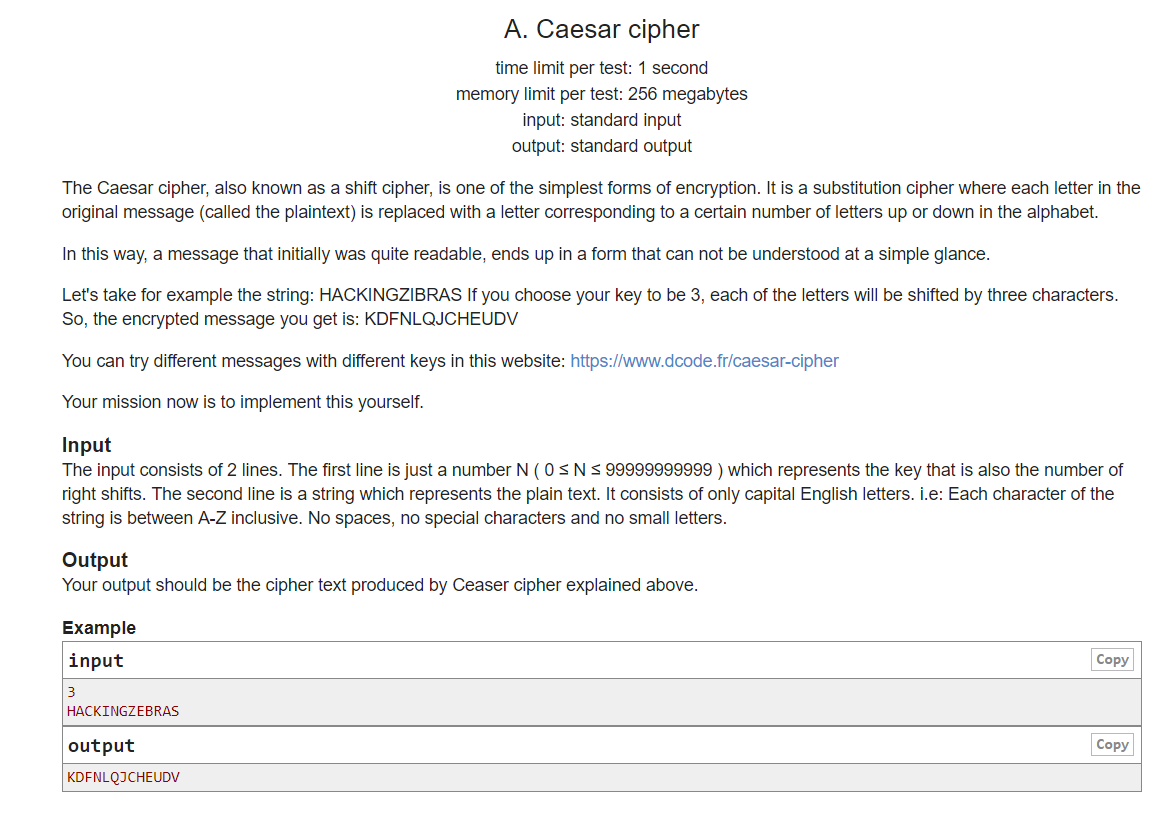 A. Caesar cipher
time limit per test: 1 second
memory limit per test: 256 megabytes
input: standard input
output: standard output
The Caesar cipher, also known as a shift cipher, is one of the simplest forms of encryption. It is a substitution cipher where each letter in the
original message (called the plaintext) is replaced with a letter corresponding to a certain number of letters up or down in the alphabet.
In this way, a message that initially was quite readable, ends up in a form that can not be understood at a simple glance.
Let's take for example the string: HACKINGZIBRAS If you choose your key to be 3, each of the letters will be shifted by three characters.
So, the encrypted message you get is: KDFNLQJCHEUDV
You can try different messages with different keys in this website: https://www.dcode.fr/caesar-cipher
Your mission now is to implement this yourself.
Input
The input consists of 2 lines. The first line is just a number N ( 0 ≤ N ≤ 99999999999 ) which represents the key that is also the number of
right shifts. The second line is a string which represents the plain text. It consists of only capital English letters. i.e: Each character of the
string is between A-Z inclusive. No spaces, no special characters and no small letters.
Output
Your output should be the cipher text produced by Ceaser cipher explained above.
Example
input Copy
3
HACKINGZEBRAS
output Copy
KDFNLQJCHEUDV